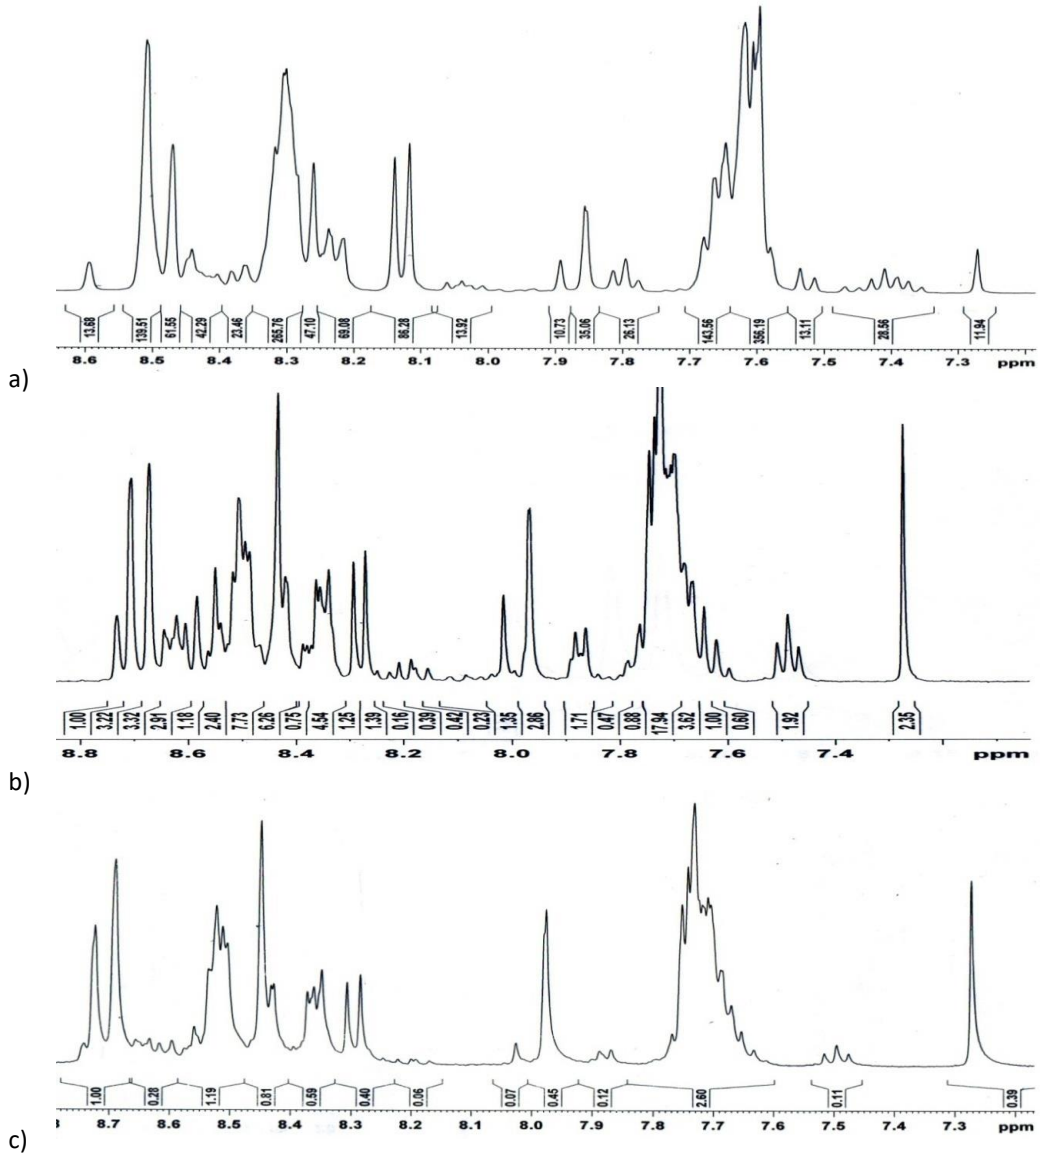 13.68 139.51 61.55 42.29 23.46 265.76 47.10 69.08 86.28 13.92 10.73 35.06 26.13 143.56 356.19 13.11 28.56 11.94
8.6 8.5 8.4 8.3 8.2 8.1 8.0 7.9 7.8 7.7 7.6 7.5 7.4 7.3 ppm
a)
1.00 3.22 3.32 2.91 1.18 2.40 7.73 5.26 0.75 4.54 1.25 1.39 0.16 0.39 0.42 0.23 1.35 2.86 1.71 0.47 0.88 17.94 3.62 1.00 0.60 1.92 2.35
8.8 8.6 8.4 8.2 8.0 7.8 7.6 7.4 ppm
b)
1.00 0.28 1.19 0.81 0.59 0.40 0.06 0.07 0.45 0.12 2.60 0.11 0.39
8 8.7 8.6 8.5 8.4 8.3 8.2 8.1 8.0 7.9 7.8 7.7 7.6 7.5 7.4 7.3 ppm
c)